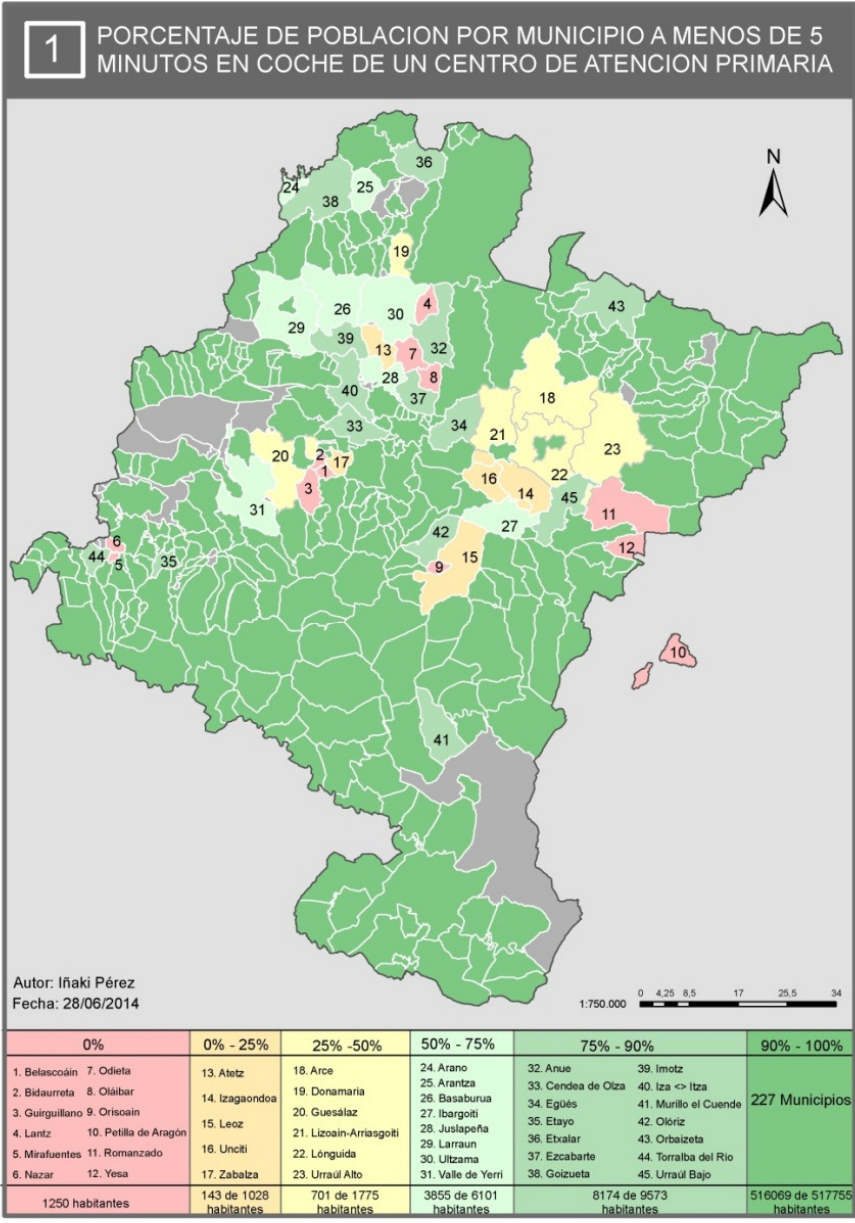 1
PORCENTAJE DE POBLACION POR MUNICIPIO A MENOS DE 5
MINUTOS EN COCHE DE UN CENTRO DE ATENCION PRIMARIA
N
36
24
25
38
19
4
43
26
30
29
39
13
7
32
28
8
40
37
18
33
34
21
23
2
20
17
1
22
16
3
14
45
31
11
27
42
6
12
44
5
35
9
15
10
41
Autor: Iñaki Pérez
Fecha: 28/06/2014
1:750.000
0 4,25 8,5 17 25,5 34
0%
1. Belascoáin 7. Odieta
2. Bidaurreta 8. Oláibar
3. Guirguillano 9. Orisoain
4. Lantz 10. Petilla de Aragón
5. Mirafuentes 11. Romanzado
6. Nazar 12. Yesa
1250 habitantes
0% - 25%
13. Atetz
14. Izagaondoa
15. Leoz
16. Unciti
17. Zabalza
143 de 1028
habitantes
25% -50%
18. Arce
19. Donamaria
20. Guesálaz
21. Lizoain-Arriasgoiti
22. Lónguida
23. Urraúl Alto
701 de 1775
habitantes
50% - 75%
24. Arano
25. Arantza
26. Basaburua
27. Ibargoiti
28. Juslapeña
29. Larraun
30. Ultzama
31. Valle de Yerri
3855 de 6101
habitantes
75% - 90%
32. Anue 39. Imotz
33. Cendea de Olza 40. Iza <> Itza
34. Egüés 41. Murillo el Cuende
35. Etayo 42. Olóriz
36. Etxalar 43. Orbaizeta
37. Ezcabarte 44. Torralba del Rio
38. Goizueta 45. Urraúl Bajo
8174 de 9573
habitantes
90% - 100%
227 Municipios
516069 de 517755
habitantes